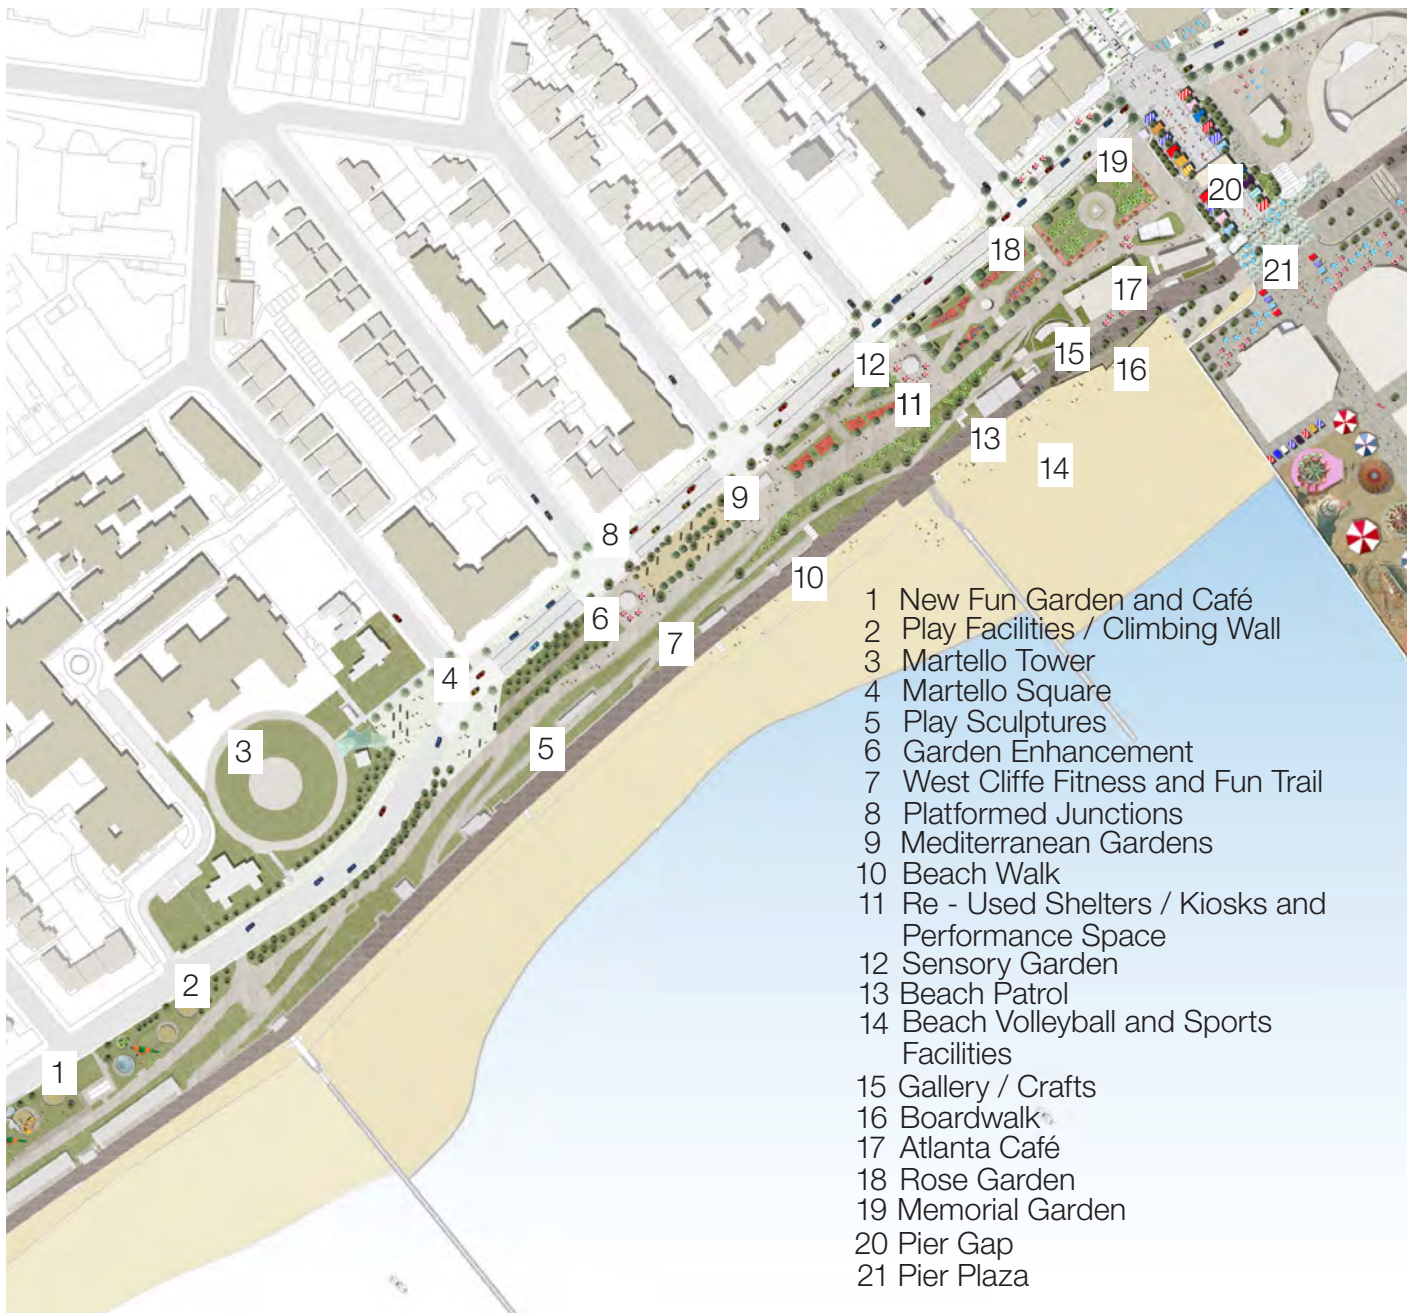 19
20
18
21
17
12
15
16
11
13
14
9
8
10
6
7
4
5
3
2
1
1 New Fun Garden and Café
2 Play Facilities / Climbing Wall
3 Martello Tower
4 Martello Square
5 Play Sculptures
6 Garden Enhancement
7 West Cliffe Fitness and Fun Trail
8 Platformed Junctions
9 Mediterranean Gardens
10 Beach Walk
11 Re - Used Shelters / Kiosks and
Performance Space
12 Sensory Garden
13 Beach Patrol
14 Beach Volleyball and Sports
Facilities
15 Gallery / Crafts
16 Boardwalk
17 Atlanta Café
18 Rose Garden
19 Memorial Garden
20 Pier Gap
21 Pier Plaza